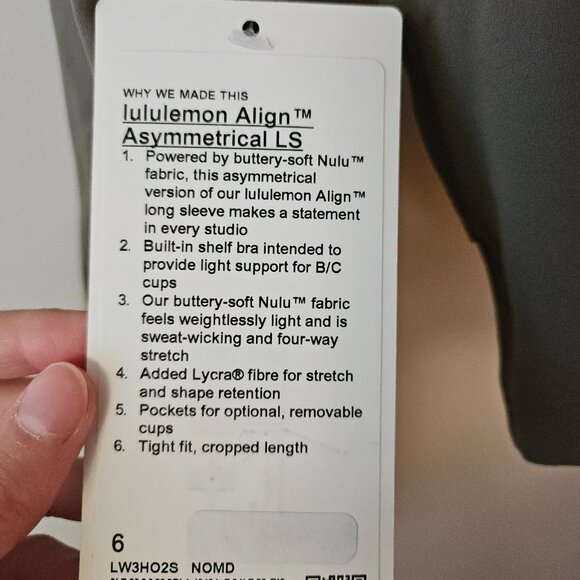 WHY WE MADE THIS
lululemon Align™
Asymmetrical LS
1. Powered by buttery-soft Nulu™
fabric, this asymmetrical
version of our lululemon Align™
long sleeve makes a statement
in every studio
2. Built-in shelf bra intended to
provide light support for B/C
cups
3. Our buttery-soft Nulu™ fabric
feels weightlessly light and is
sweat-wicking and four-way
stretch
4. Added Lycra® fibre for stretch
and shape retention
5. Pockets for optional, removable
cups
6. Tight fit, cropped length
6
LW3HO2S NOMD